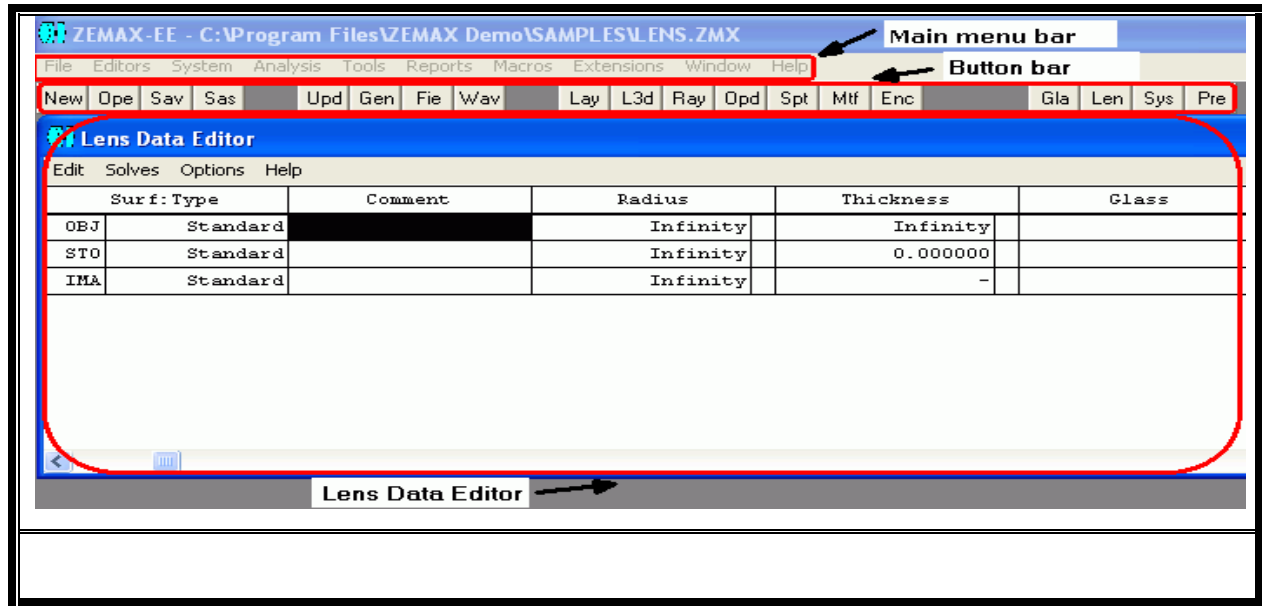 ZEMAX-EE - C:\Program Files\ZEMAX Demo\SAMPLES\LENS.ZMX
Main menu bar
File Editors System Analysis Tools Reports Macros Extensions Window Help
Button bar
New Ope Sav Sas Upd Gen Fie Wav Lay L3d Ray Opd Spt Mtf Enc Gla Len Sys Pre
Lens Data Editor
Edit Solves Options Help
Surf:Type Comment Radius Thickness Glass
OBJ Standard Infinity Infinity
STO Standard Infinity 0.000000
IMA Standard Infinity -
Lens Data Editor